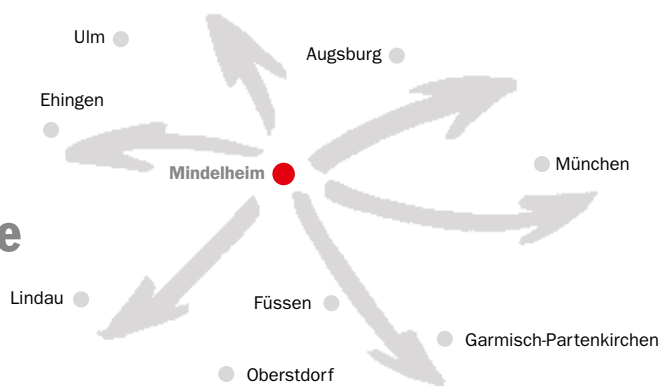 Ulm
Augsburg
Ehingen
München
Mindelheim
e
Lindau
Füssen
Garmisch-Partenkirchen
Oberstdorf